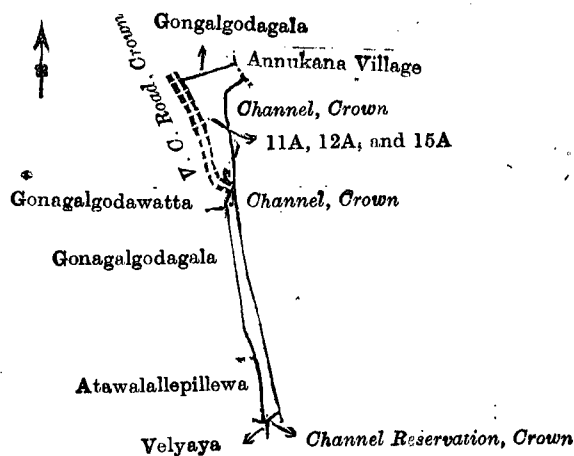 Gongalgodagala
Annukana Village
V. C. Road, Crown
Channel, Crown
11A, 12A, and 15A
Gonagalgodawatta
Channel, Crown
Gonagalgodagala
Atawalallepillewa
Velyaya
Channel Reservation, Crown